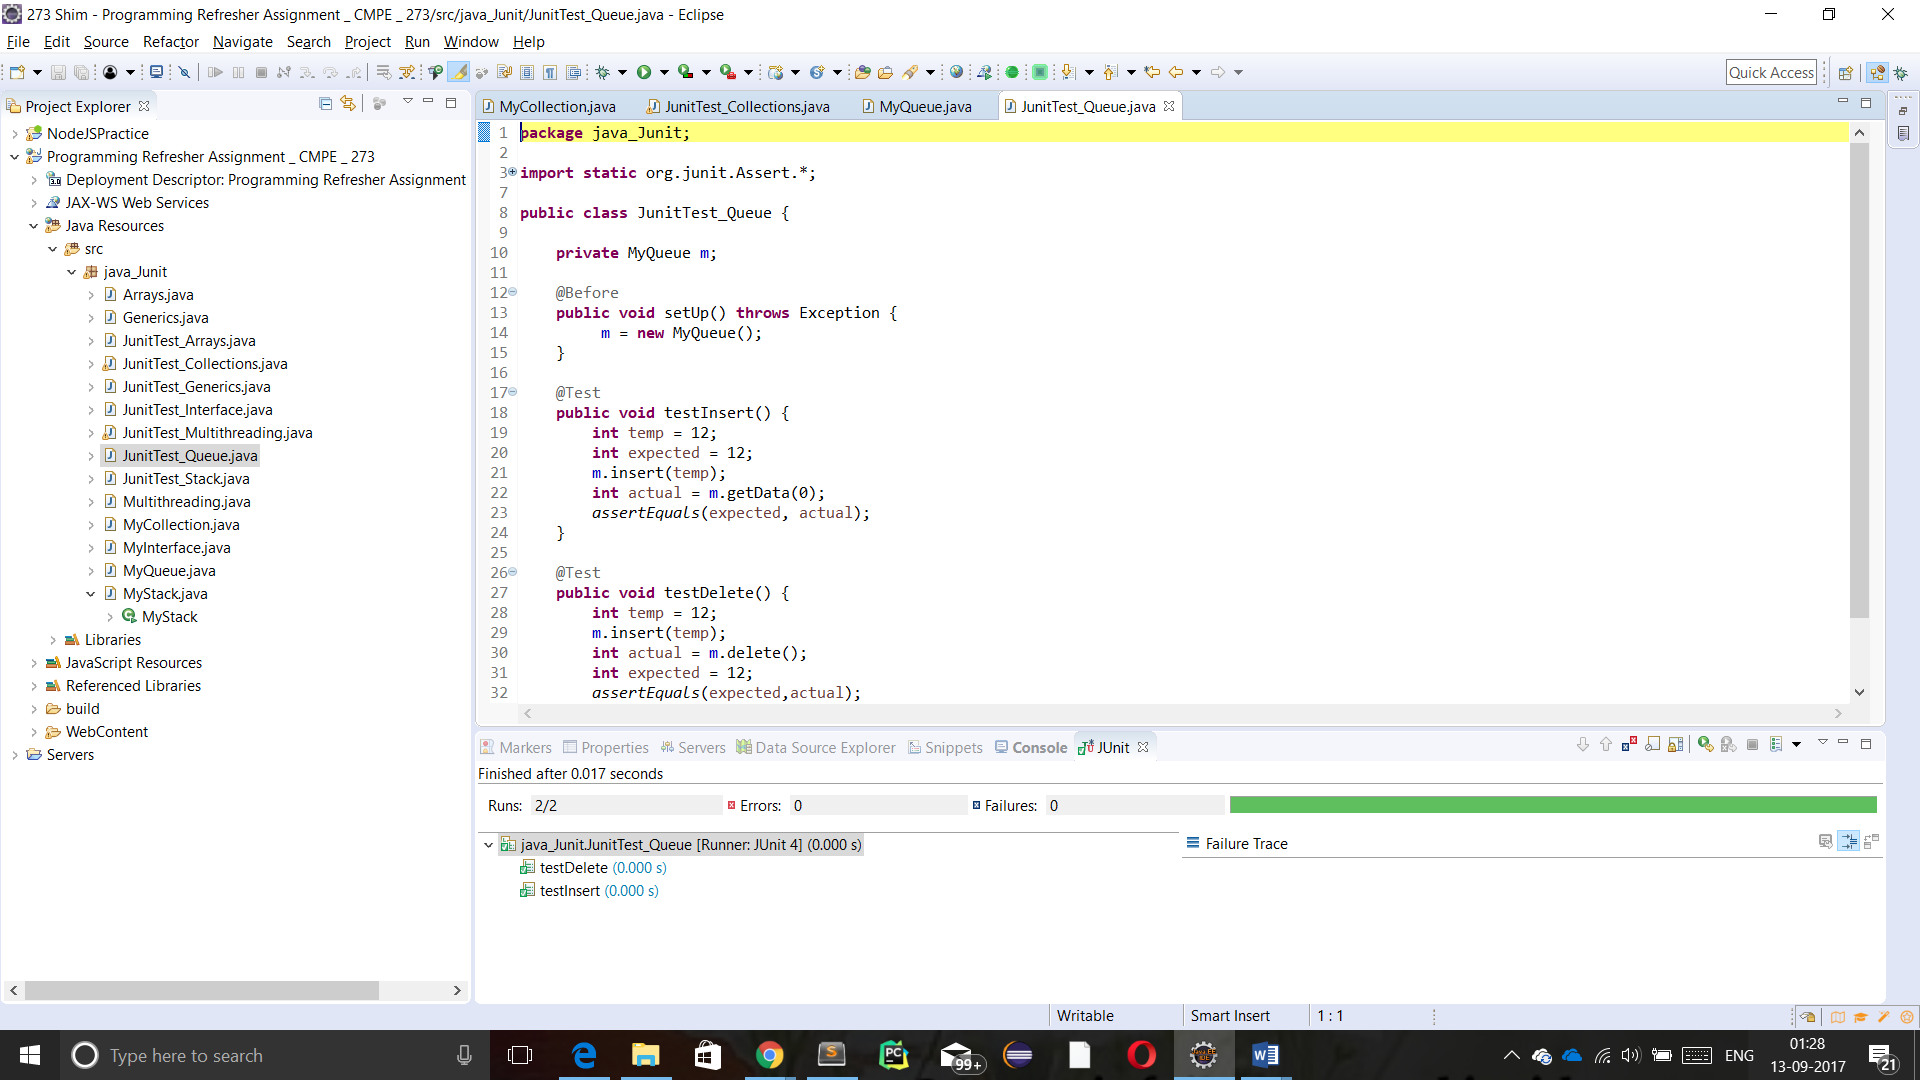 273 Shim - Programming Refresher Assignment _ CMPE _ 273/src/java_Junit/JunitTest_Queue.java - Eclipse
File Edit Source Refactor Navigate Search Project Run Window Help
Quick Access
Project Explorer
NodeJSPractice
Programming Refresher Assignment _ CMPE _ 273
Deployment Descriptor: Programming Refresher Assignment
JAX-WS Web Services
Java Resources
src
java_Junit
Arrays.java
Generics.java
JunitTest_Arrays.java
JunitTest_Collections.java
JunitTest_Generics.java
JunitTest_Interface.java
JunitTest_Multithreading.java
JunitTest_Queue.java
JunitTest_Stack.java
Multithreading.java
MyCollection.java
MyInterface.java
MyQueue.java
MyStack.java
MyStack
Libraries
JavaScript Resources
Referenced Libraries
build
WebContent
Servers
MyCollection.java JunitTest_Collections.java MyQueue.java JunitTest_Queue.java
1 package java_Junit;
2
3 import static org.junit.Assert.*;
7
8 public class JunitTest_Queue {
9
10 private MyQueue m;
11
12 @Before
13 public void setUp() throws Exception {
14 m = new MyQueue();
15 }
16
17 @Test
18 public void testInsert() {
19 int temp = 12;
20 int expected = 12;
21 m.insert(temp);
22 int actual = m.getData(0);
23 assertEquals(expected, actual);
24 }
25
26 @Test
27 public void testDelete() {
28 int temp = 12;
29 m.insert(temp);
30 int actual = m.delete();
31 int expected = 12;
32 assertEquals(expected,actual);
Markers Properties Servers Data Source Explorer Snippets Console JUnit
Finished after 0.017 seconds
Runs: 2/2 Errors: 0 Failures: 0
java_Junit.JunitTest_Queue [Runner: JUnit 4] (0.000 s)
testDelete (0.000 s)
testInsert (0.000 s)
Failure Trace
Writable Smart Insert 1 : 1
Type here to search
99+
ENG
01:28
13-09-2017
21